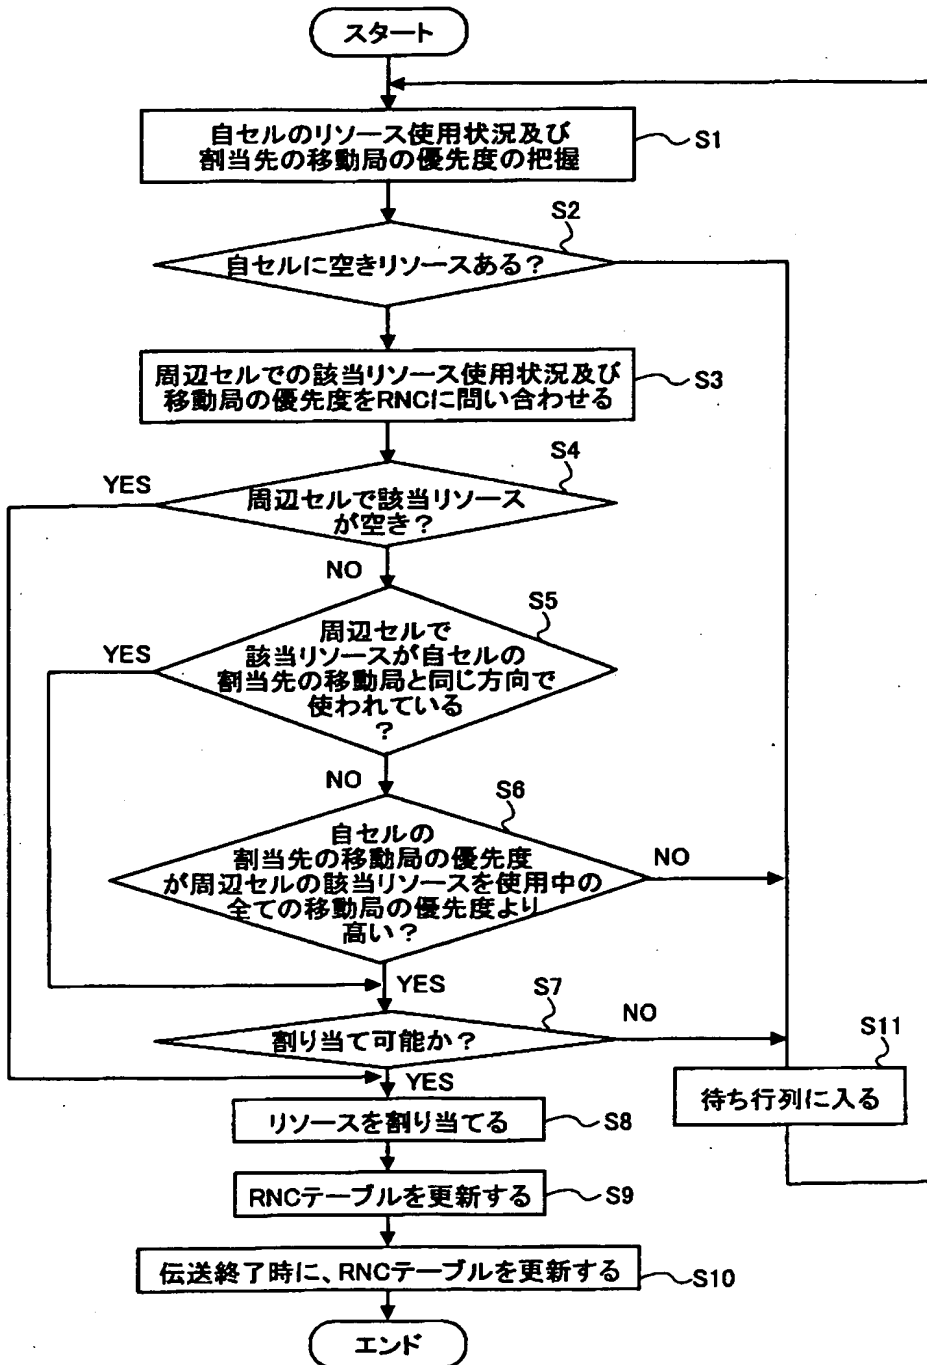 スタート
自セルのリソース使用状況及び
割当先の移動局の優先度の把握
S1
S2
自セルに空きリソースある?
周辺セルでの該当リソース使用状況及び
移動局の優先度をRNCに問い合わせる
S3
S4
YES
周辺セルで該当リソース
が空き?
NO
S5
YES
周辺セルで
該当リソースが自セルの
割当先の移動局と同じ方向で
使われている
?
NO
S6
自セルの
割当先の移動局の優先度
が周辺セルの該当リソースを使用中の
全ての移動局の優先度より
高い?
NO
YES
S7
割り当て可能か?
NO
YES
S11
待ち行列に入る
リソースを割り当てる
S8
RNCテーブルを更新する
S9
伝送終了時に、RNCテーブルを更新する
S10
エンド